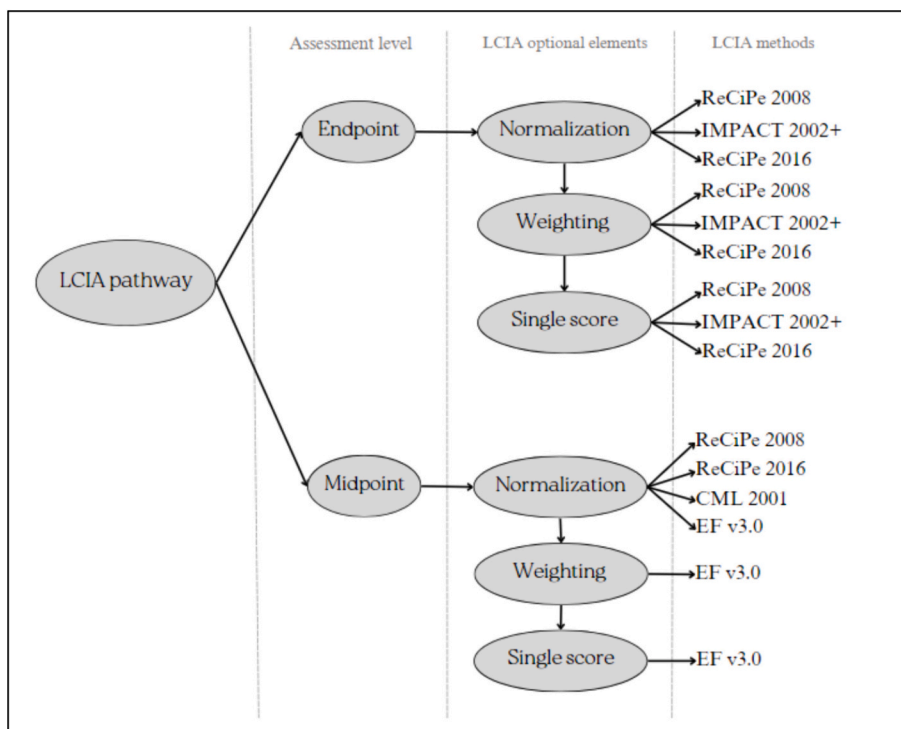 Assessment level
LCIA optional elements
LCIA methods
Endpoint
Normalization
ReCiPe 2008
IMPACT 2002+
ReCiPe 2016
Weighting
ReCiPe 2008
IMPACT 2002+
ReCiPe 2016
LCIA pathway
Single score
ReCiPe 2008
IMPACT 2002+
ReCiPe 2016
Midpoint
Normalization
ReCiPe 2008
ReCiPe 2016
CML 2001
EF v3.0
Weighting
EF v3.0
Single score
EF v3.0